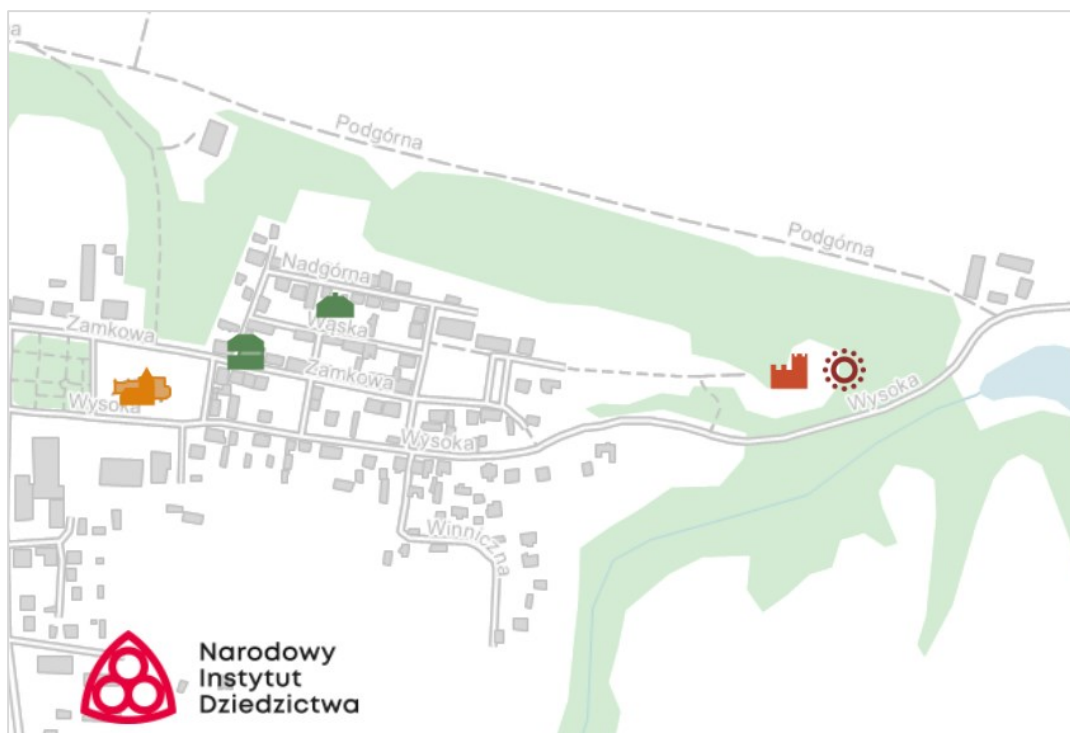 a
Podgórna
Podgórna
Nadgórna
Wąska
Zamkowa
Zamkowa
Wysoka
Wysoka
Wysoka
Winniczna
Narodowy
Instytut
Dziedzictwa